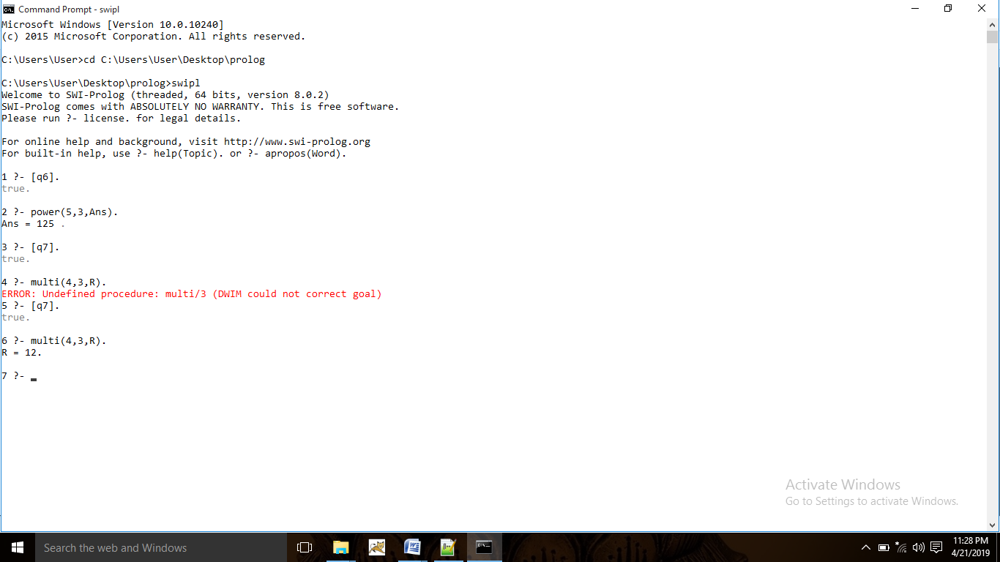 Command Prompt - swipl
Microsoft Windows [Version 10.0.10240]
(c) 2015 Microsoft Corporation. All rights reserved.
C:\Users\User>cd C:\Users\User\Desktop\prolog
C:\Users\User\Desktop\prolog>swipl
Welcome to SWI-Prolog (threaded, 64 bits, version 8.0.2)
SWI-Prolog comes with ABSOLUTELY NO WARRANTY. This is free software.
Please run ?- license. for legal details.
For online help and background, visit http://www.swi-prolog.org
For built-in help, use ?- help(Topic). or ?- apropos(Word).
1 ?- [q6].
true.
2 ?- power(5,3,Ans).
Ans = 125 .
3 ?- [q7].
true.
4 ?- multi(4,3,R).
ERROR: Undefined procedure: multi/3 (DWIM could not correct goal)
5 ?- [q7].
true.
6 ?- multi(4,3,R).
R = 12.
7 ?-
Activate Windows
Go to Settings to activate Windows.
Search the web and Windows
11:28 PM
4/21/2019